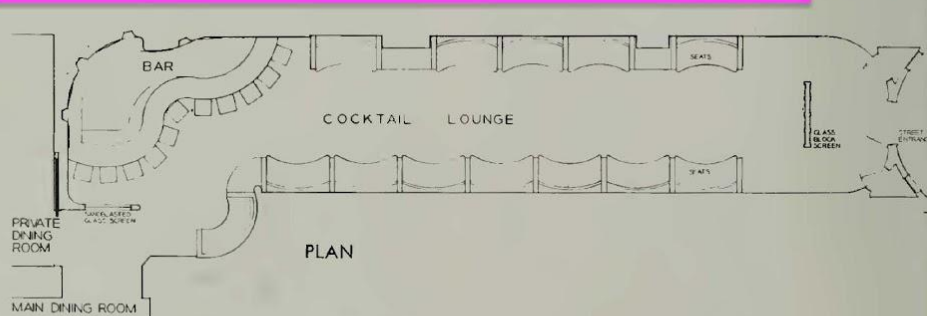 BAR
SEATS
COCKTAIL LOUNGE
GLASS
BLOCK
SCREEN
STREET
ENTRANC
SEATS
SANDBLASTED
GLASS SCREEN
PRIVATE
DINING
ROOM
PLAN
MAIN DINING ROOM